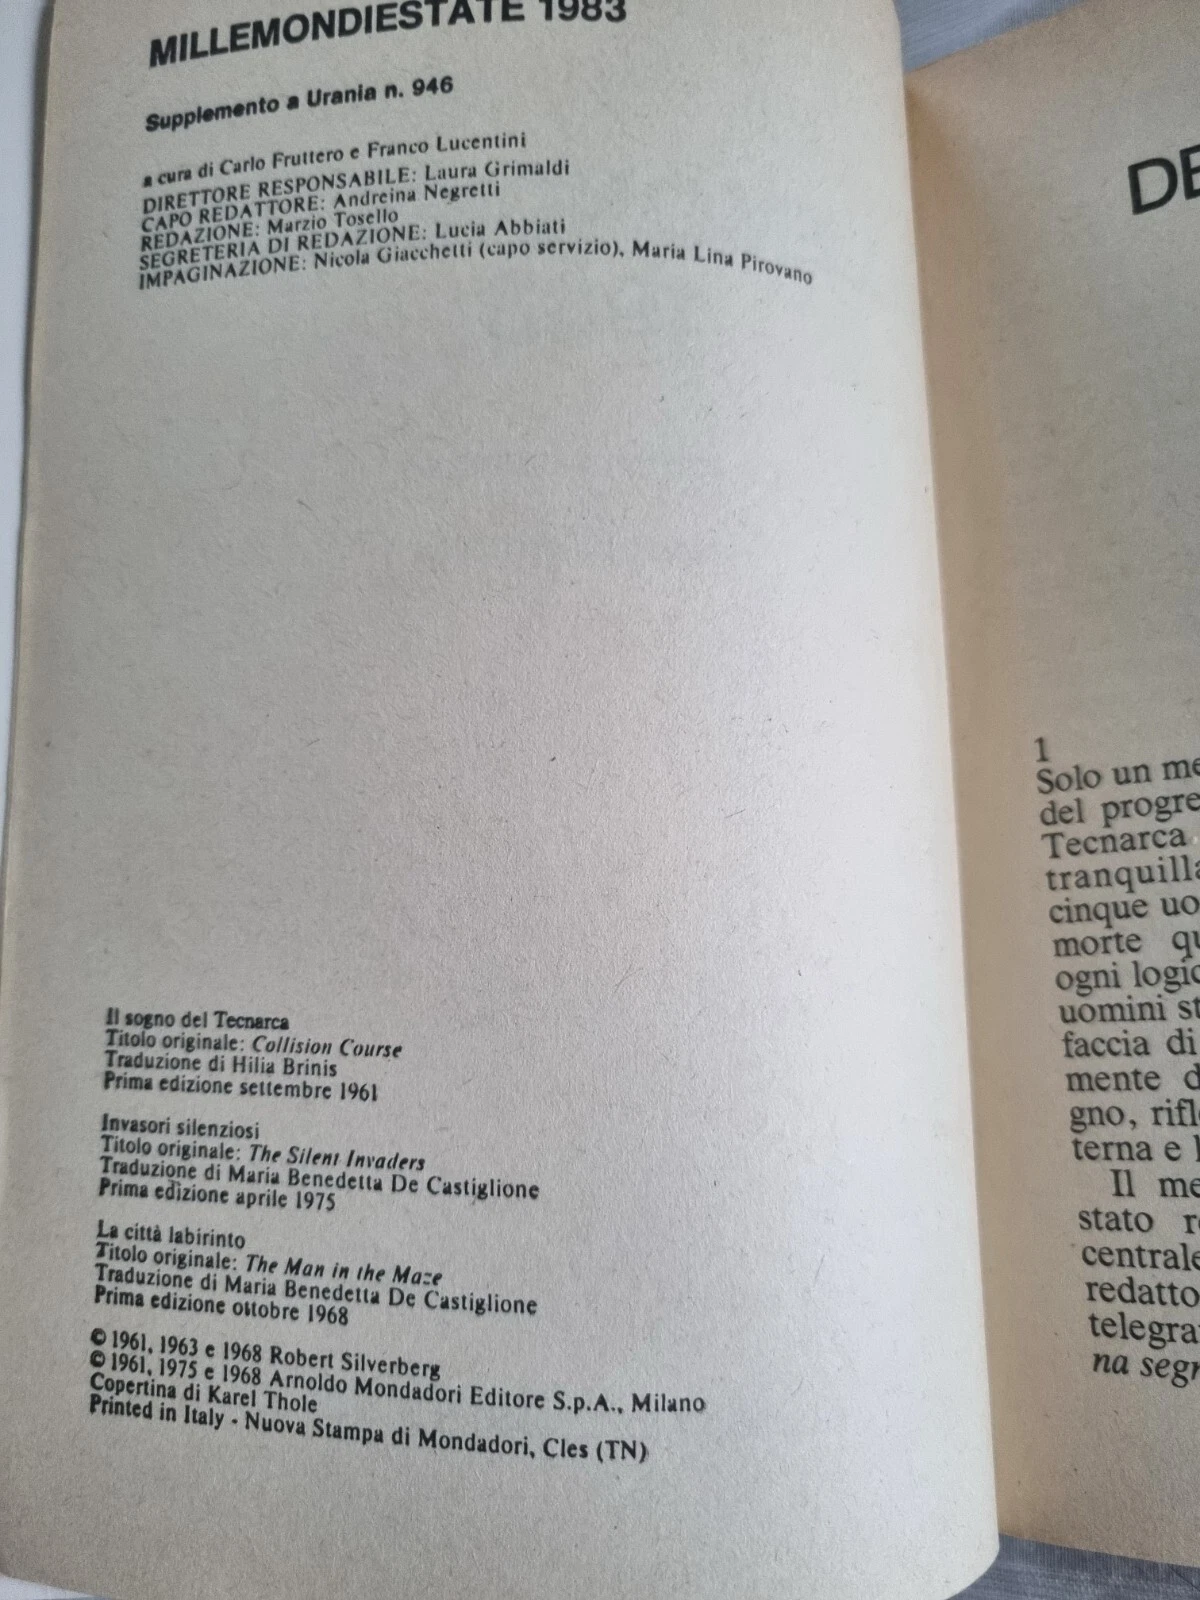 MILLEMONDIESTATE 1983
Supplemento a Urania n. 946
a cura di Carlo Fruttero e Franco Lucentini
DIRETTORE RESPONSABILE: Laura Grimaldi
CAPO REDATTORE: Andreina Negretti
REDAZIONE: Marzio Tosello
SEGRETERIA DI REDAZIONE: Lucia Abbiati
IMPAGINAZIONE: Nicola Giacchetti (capo servizio), Maria Lina Pirovano
Il sogno del Tecnarca
Titolo originale: Collision Course
Traduzione di Hilia Brinis
Prima edizione settembre 1961
Invasori silenziosi
Titolo originale: The Silent Invaders
Traduzione di Maria Benedetta De Castiglione
Prima edizione aprile 1975
La città labirinto
Titolo originale: The Man in the Maze
Traduzione di Maria Benedetta De Castiglione
Prima edizione ottobre 1968
© 1961, 1963 e 1968 Robert Silverberg
© 1961, 1975 e 1968 Arnoldo Mondadori Editore S.p.A., Milano
Copertina di Karel Thole
Printed in Italy - Nuova Stampa di Mondadori, Cles (TN)
DE
1
Solo un me
del progre
Tecnarca
tranquilla
cinque uo
morte qu
ogni logic
uomini st
faccia di
mente d
gno, rifl
terna e l
Il me
stato r
centrale
redatto
telegra
na segr